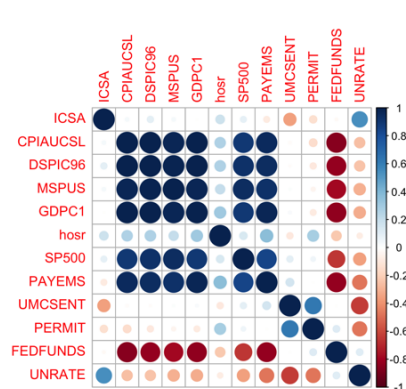 ICSA
CPIAUCSL
DSPIC96
MSPUS
GDPC1
hosr
SP500
PAYEMS
UMCSENT
PERMIT
FEDFUNDS
UNRATE
ICSA
CPIAUCSL
DSPIC96
MSPUS
GDPC1
hosr
SP500
PAYEMS
UMCSENT
PERMIT
FEDFUNDS
UNRATE
1
0.8
0.6
0.4
0.2
0
-0.2
-0.4
-0.6
-0.8
-1